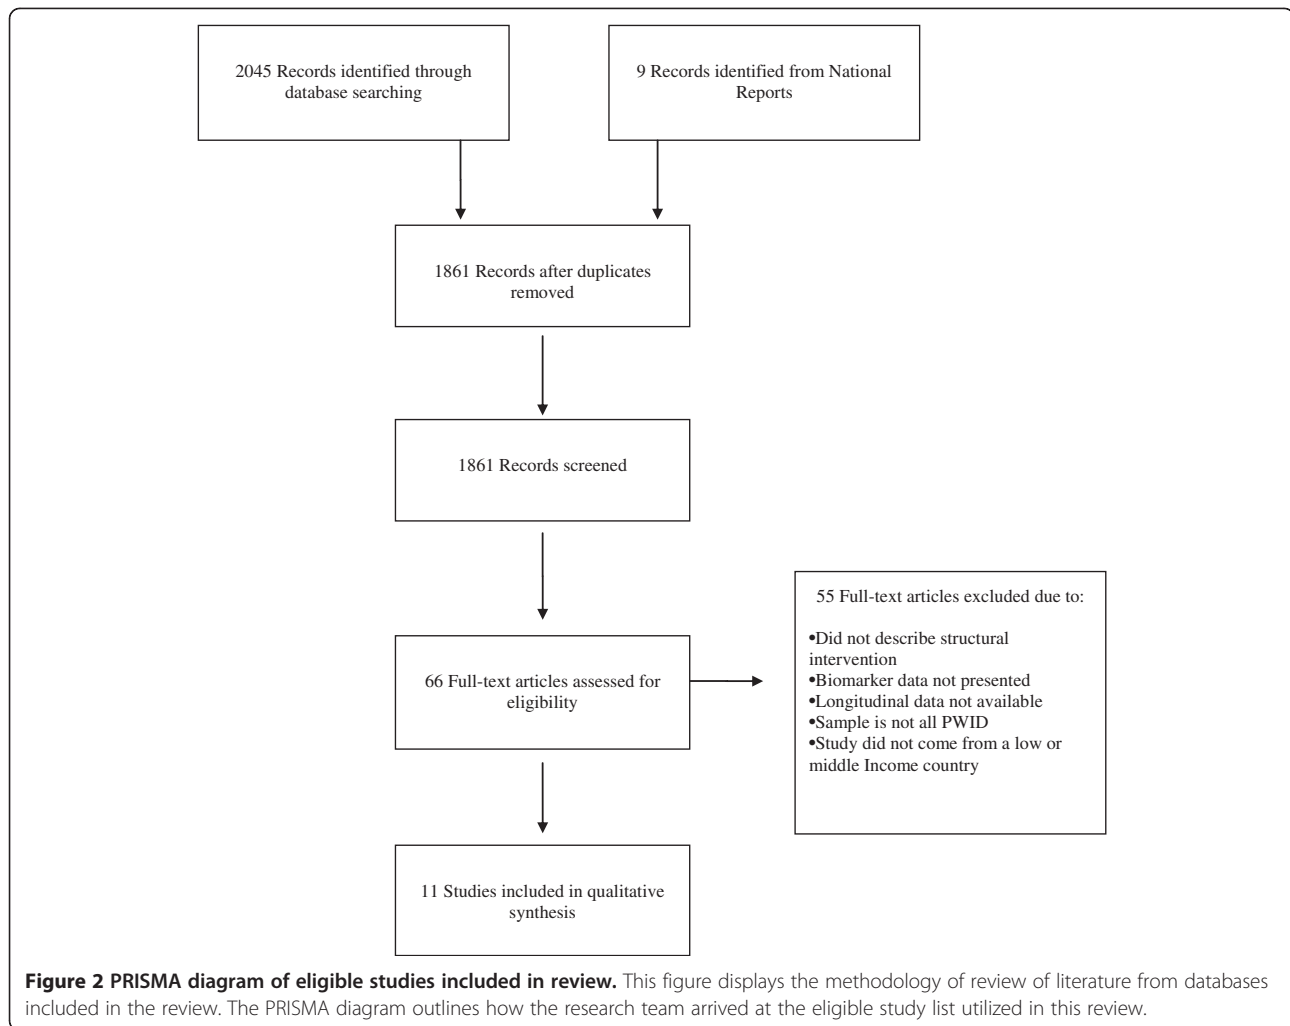 2045 Records identified through
database searching
9 Records identified from National
Reports
1861 Records after duplicates
removed
1861 Records screened
66 Full-text articles assessed for
eligibility
55 Full-text articles excluded due to:
•Did not describe structural
intervention
•Biomarker data not presented
•Longitudinal data not available
•Sample is not all PWID
•Study did not come from a low or
middle Income country
11 Studies included in qualitative
synthesis
Figure 2 PRISMA diagram of eligible studies included in review. This figure displays the methodology of review of literature from databases
included in the review. The PRISMA diagram outlines how the research team arrived at the eligible study list utilized in this review.